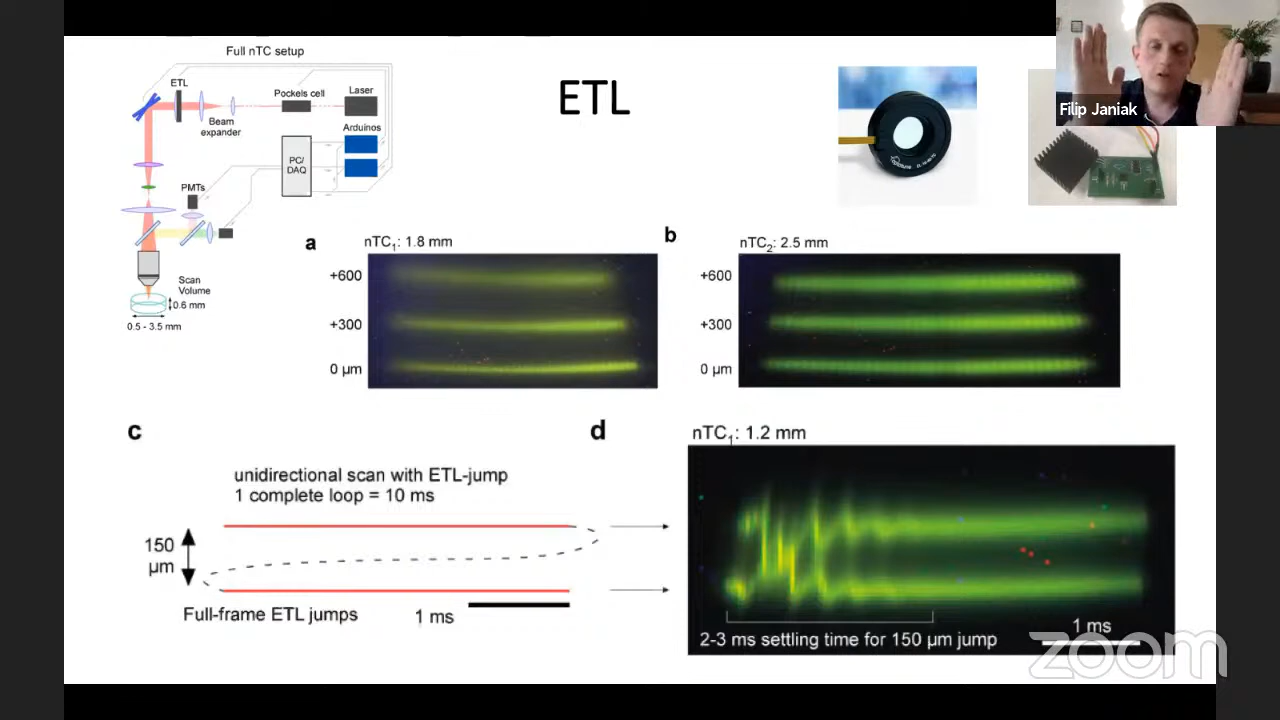 Full nTC setup
ETL
Pockels cell
Laser
Beam
expander
Arduinos
PC/
DAQ
PMTs
Scan
Volume
0.6 mm
0.5 - 3.5 mm
ETL
Filip Janiak
a
nTC1: 1.8 mm
+600
+300
0 µm
b
nTC2: 2.5 mm
+600
+300
0 µm
c
unidirectional scan with ETL-jump
1 complete loop = 10 ms
150
µm
Full-frame ETL jumps
1 ms
d
nTC1: 1.2 mm
2-3 ms settling time for 150 µm jump
1 ms
zoom